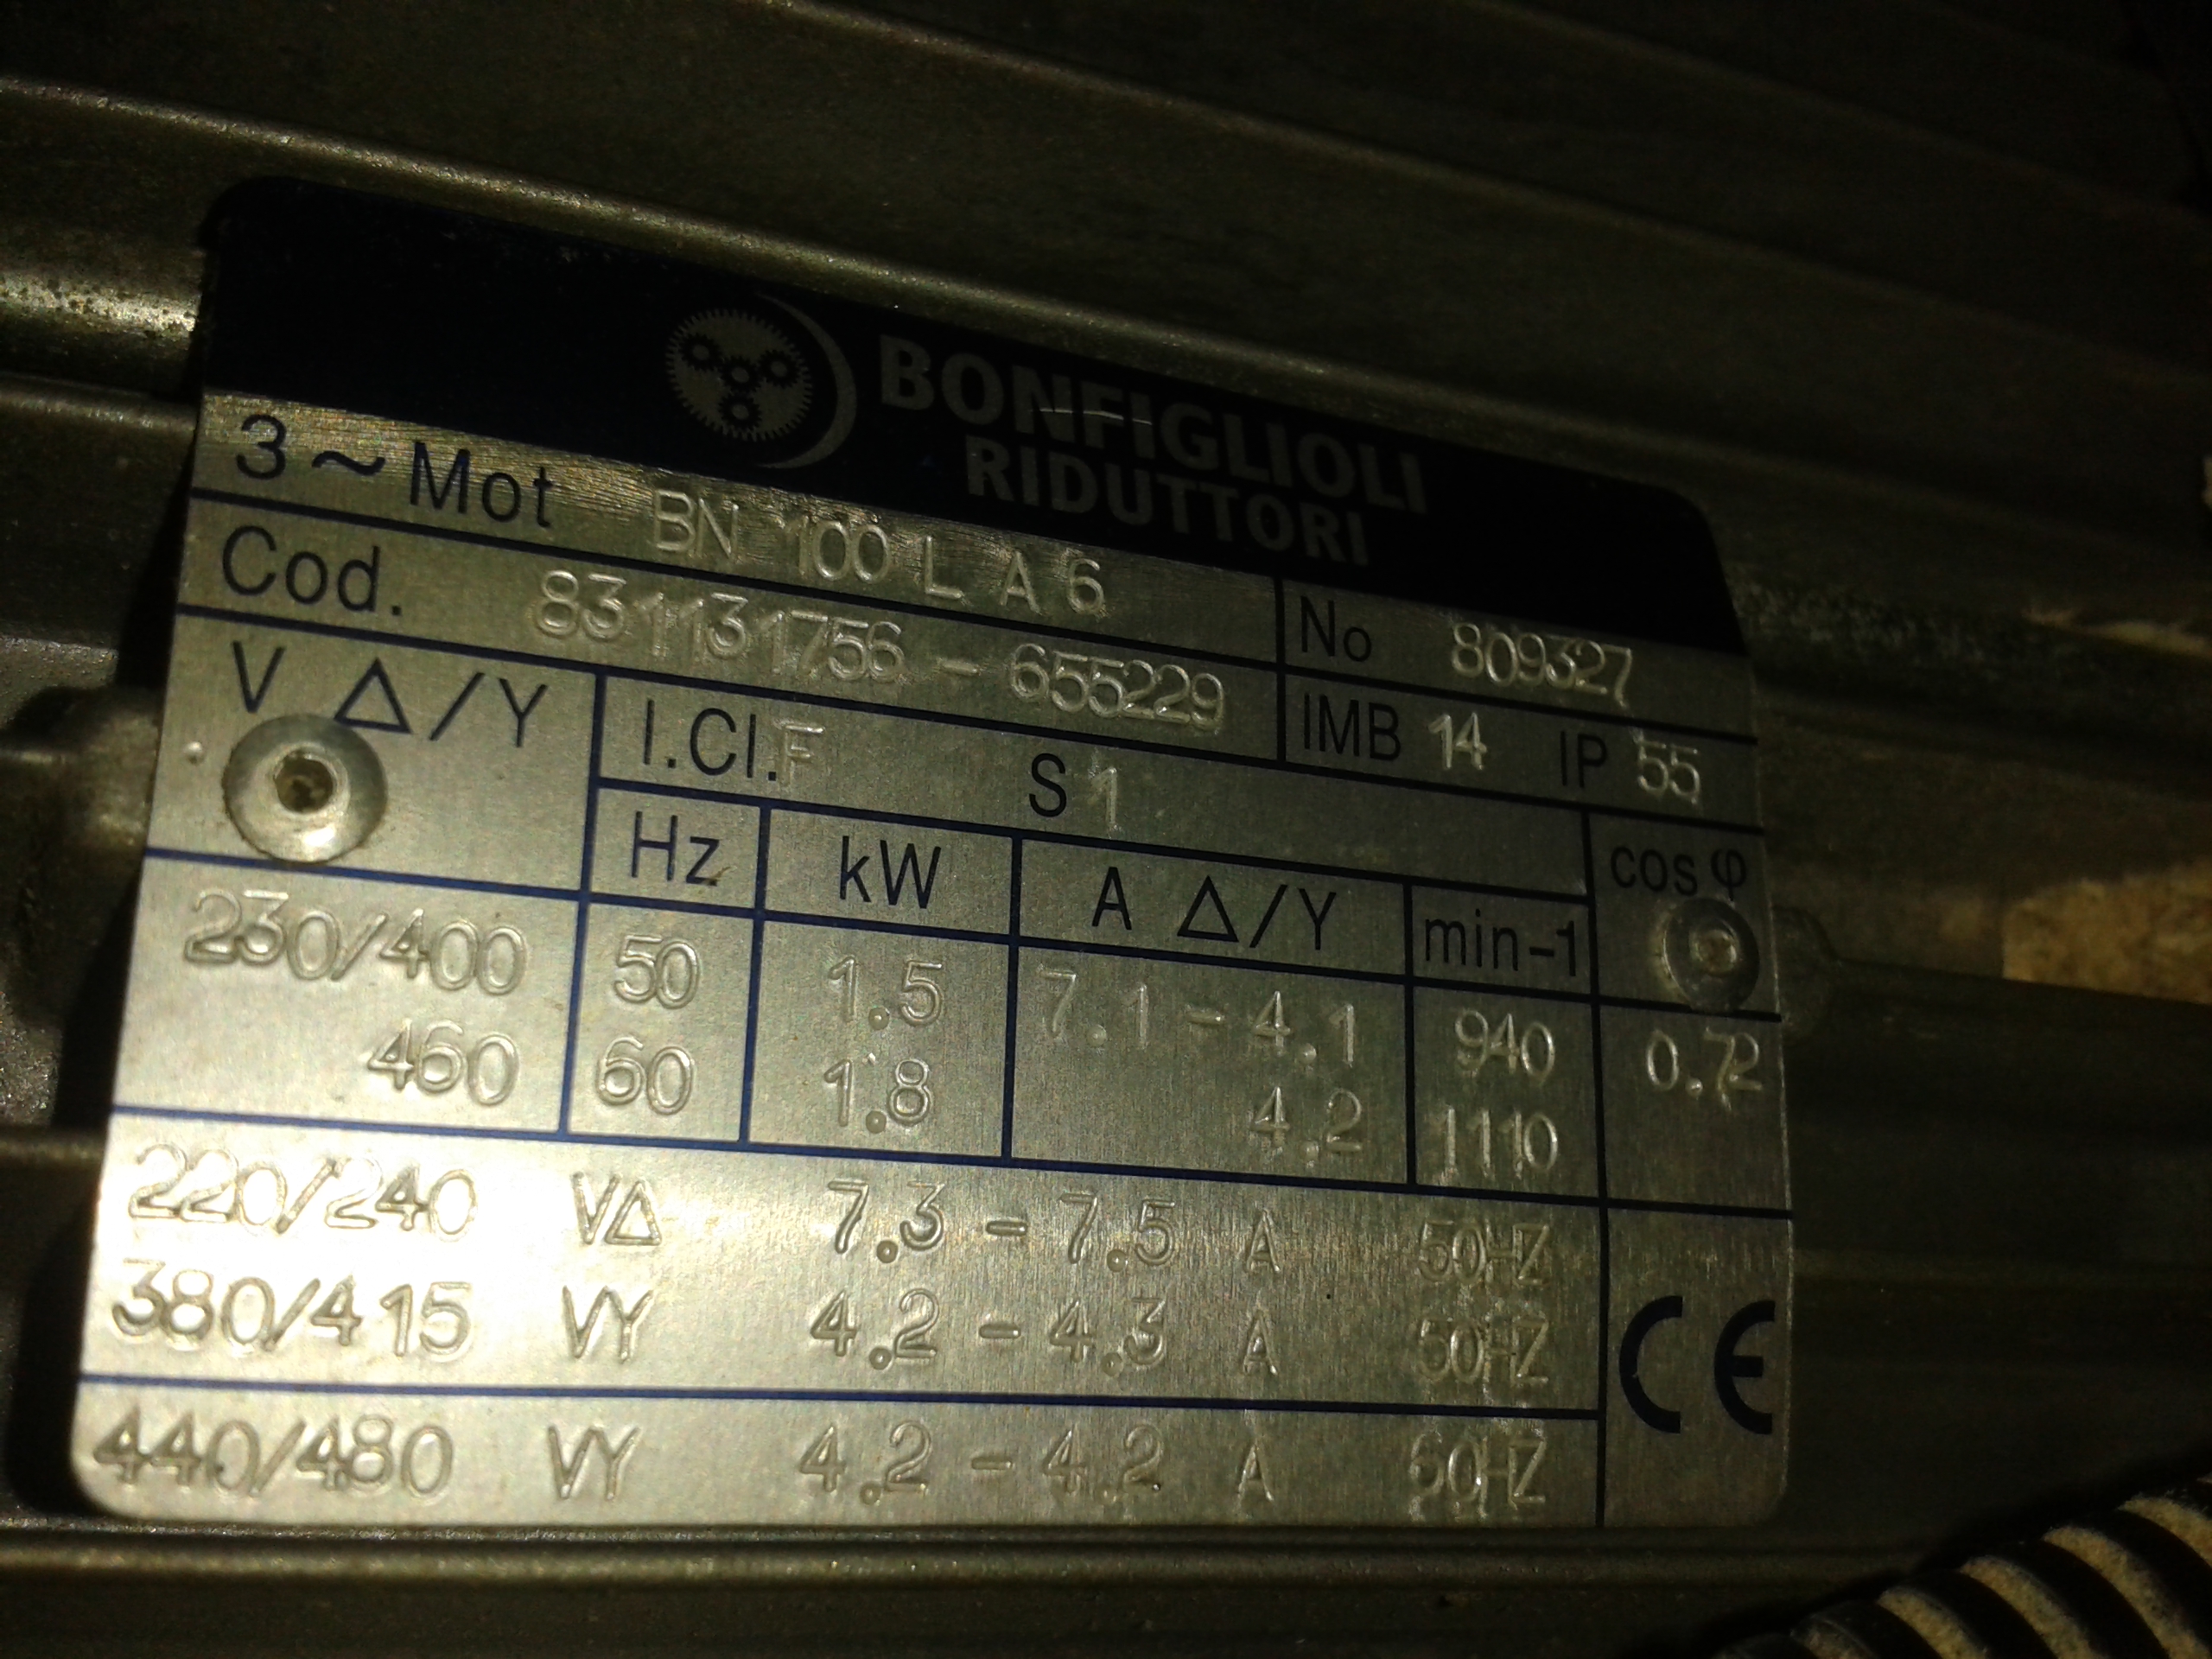 BONFIGLIOLI
RIDUTTORI
3 ~ Mot BN 100 L A 6
No 809327
Cod. 831131756 - 655229
IMB 14 IP 55
V Δ/Y
I.Cl.F S 1
cos φ
Hz kW A Δ/Y min-1
230/400 50 1.5 7.1 - 4.1 940 0.72
460 60 1.8 4.2 1110
220/240 VΔ 7.3 - 7.5 A 50HZ
380/415 VY 4.2 - 4.3 A 50HZ
440/480 VY 4.2 - 4.2 A 60HZ
CE